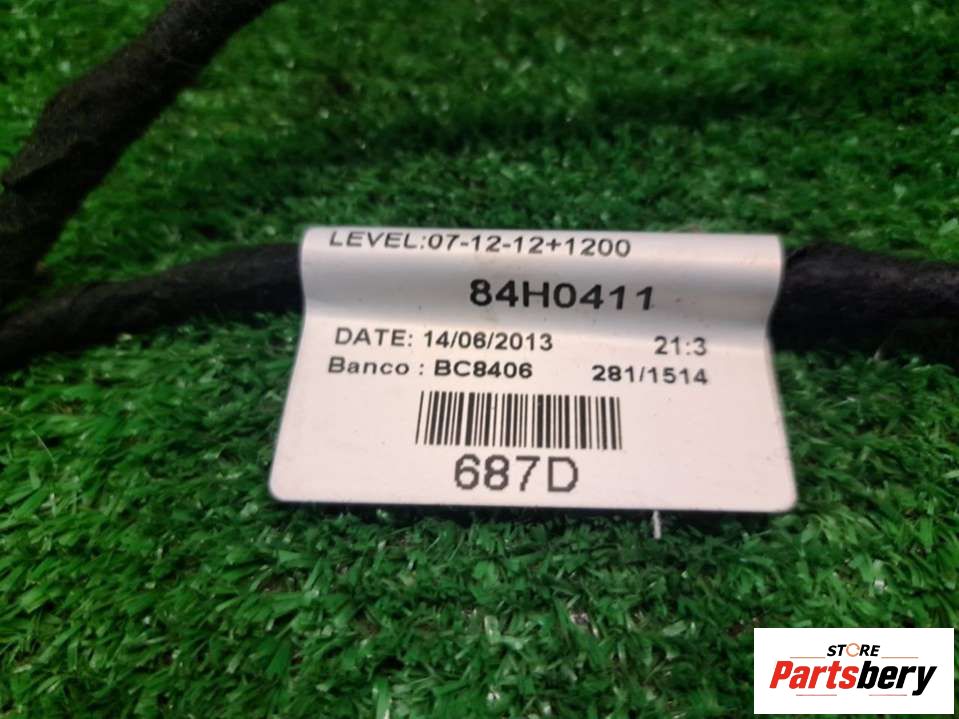 LEVEL:07-12-12+1200
84H0411
DATE: 14/06/2013 21:3
Banco : BC8406 281/1514
687D
STORE
Partsbery